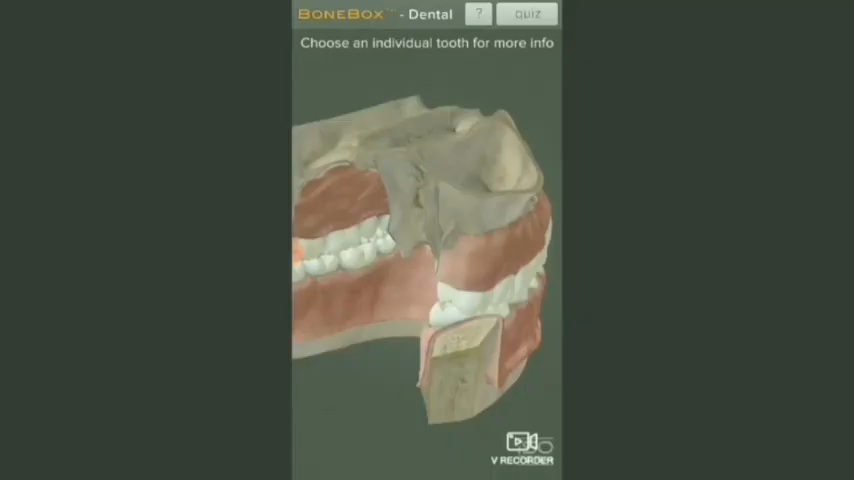 BONEBOX™ - Dental
?
quiz
Choose an individual tooth for more info
V RECORDER